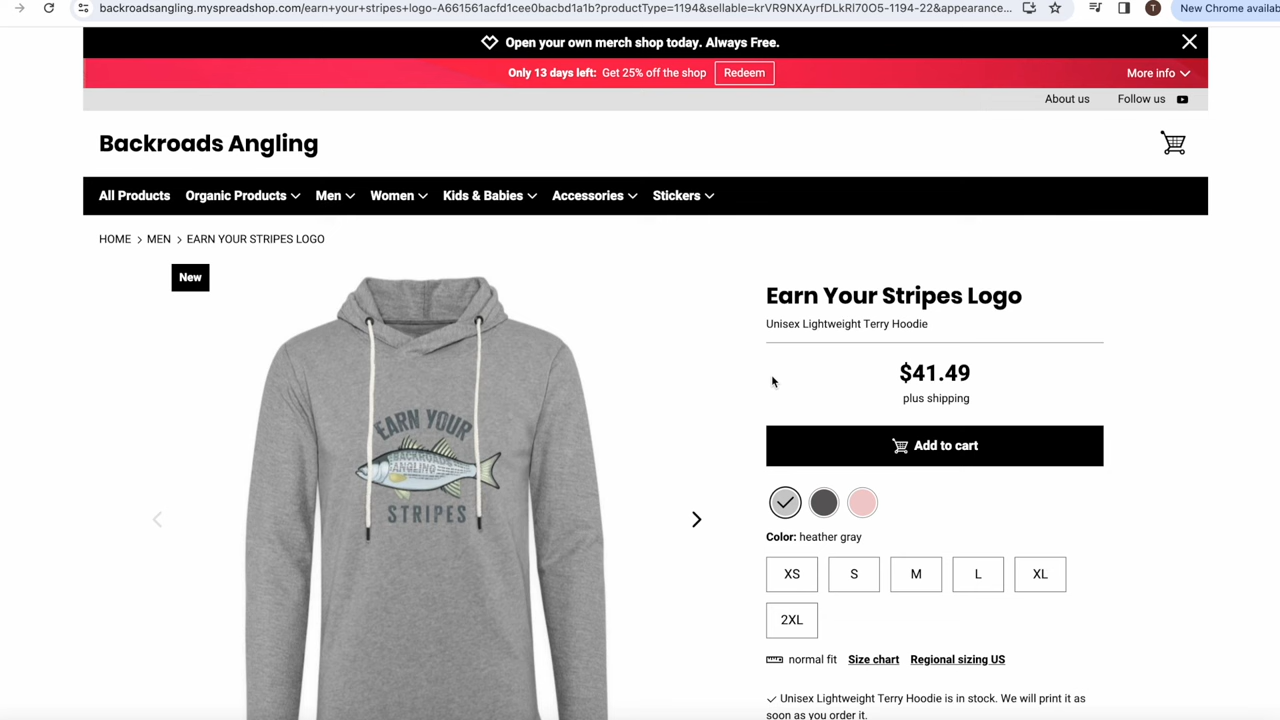 backroadsangling.myspreadshop.com/earn+your+stripes+logo-A661561acfd1cee0bacbd1a1b?productType=1194&sellable=krVR9NXAyrfDLkRl70O5-1194-22&appearance...
T
New Chrome availab
Open your own merch shop today. Always Free.
Only 13 days left: Get 25% off the shop Redeem
More info
About us Follow us
Backroads Angling
All Products Organic Products Men Women Kids & Babies Accessories Stickers
HOME > MEN > EARN YOUR STRIPES LOGO
New
EARN YOUR
BACKROADS
ANGLING
STRIPES
Earn Your Stripes Logo
Unisex Lightweight Terry Hoodie
$41.49
plus shipping
Add to cart
Color: heather gray
XS S M L XL
2XL
normal fit Size chart Regional sizing US
✓ Unisex Lightweight Terry Hoodie is in stock. We will print it as
soon as you order it.